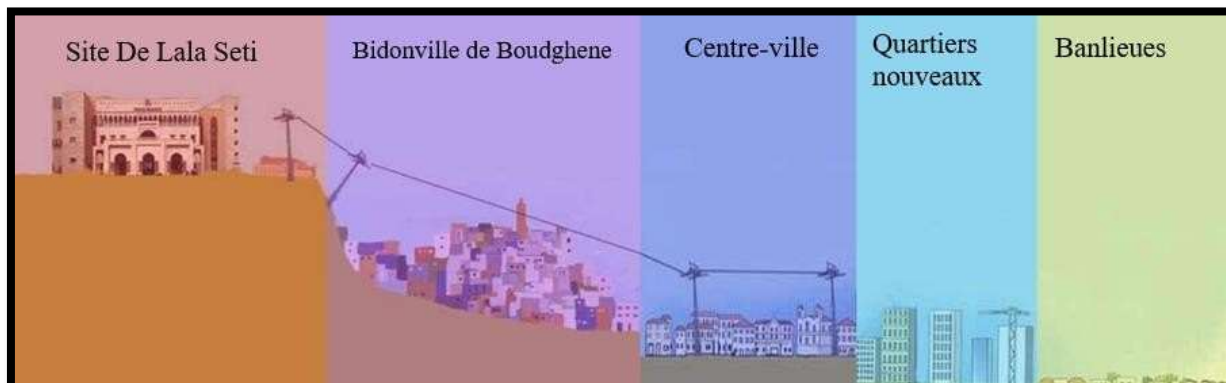 Site De Lala Seti
Bidonville de Boudghene
Centre-ville
Quartiers
nouveaux
Banlieues